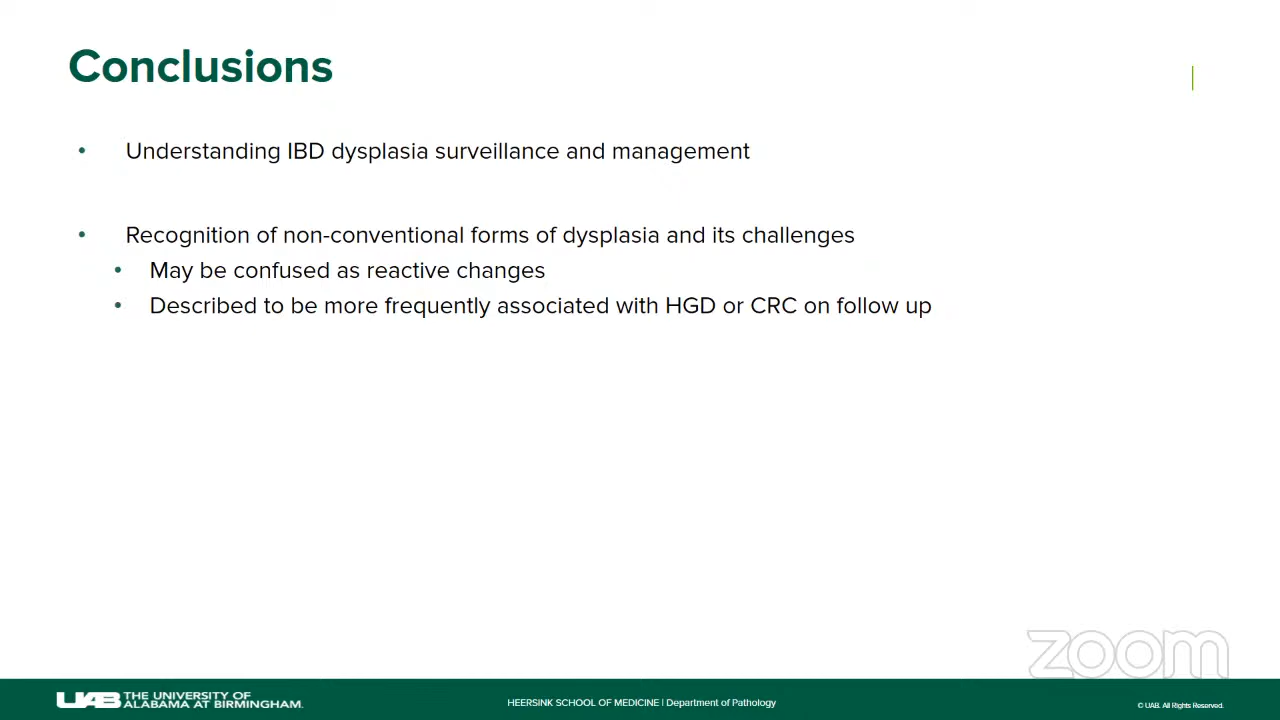 Conclusions
• Understanding IBD dysplasia surveillance and management
• Recognition of non-conventional forms of dysplasia and its challenges
• May be confused as reactive changes
• Described to be more frequently associated with HGD or CRC on follow up
zoom
UAB THE UNIVERSITY OF
ALABAMA AT BIRMINGHAM.
HEERSINK SCHOOL OF MEDICINE | Department of Pathology
© UAB. All Rights Reserved.